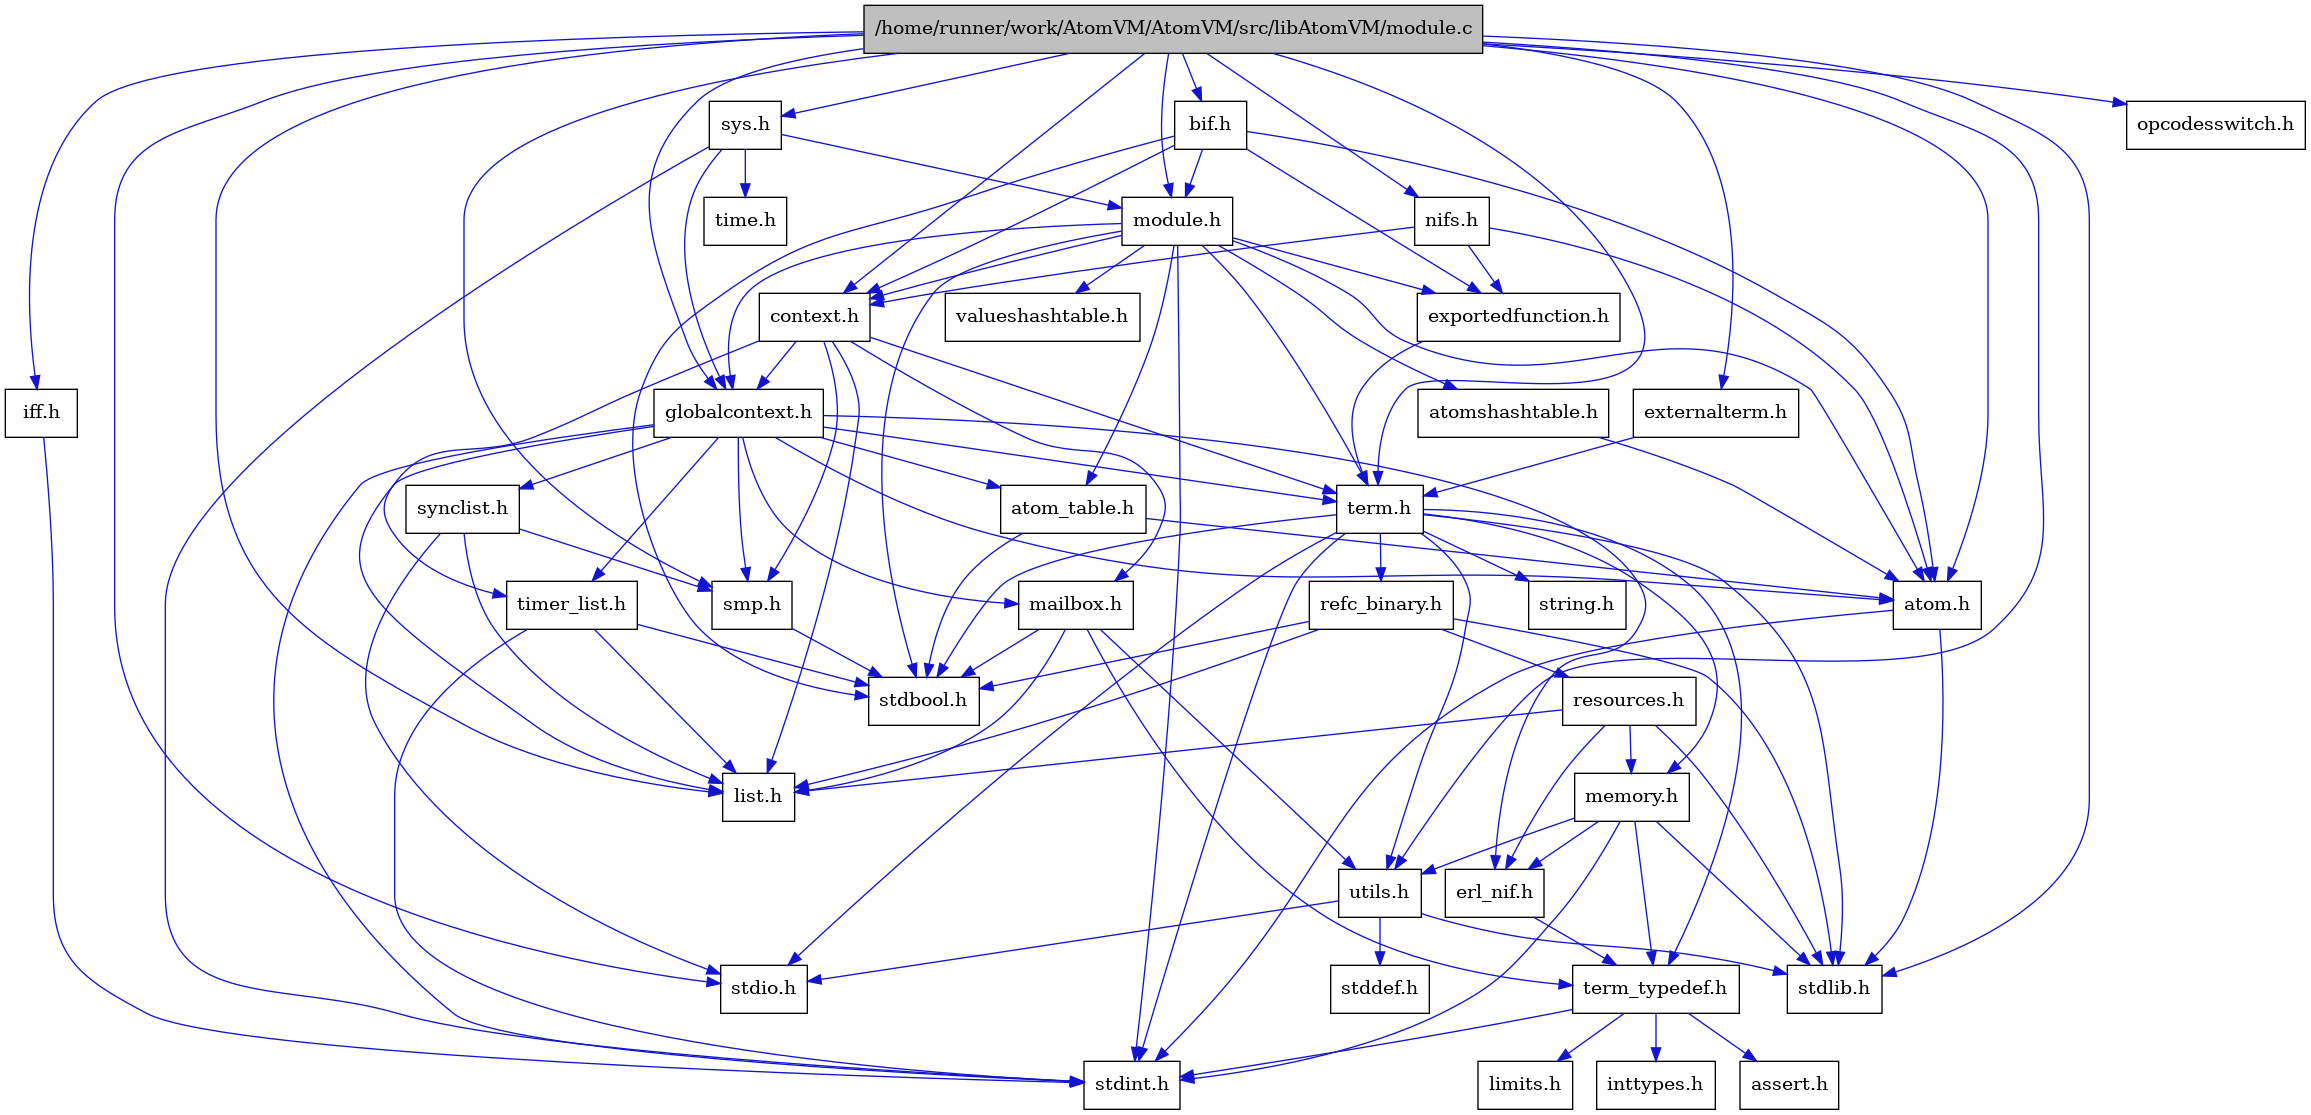 /home/runner/work/AtomVM/AtomVM/src/libAtomVM/module.c
sys.h
bif.h
opcodesswitch.h
time.h
module.h
nifs.h
context.h
valueshashtable.h
exportedfunction.h
iff.h
globalcontext.h
atomshashtable.h
externalterm.h
synclist.h
atom_table.h
term.h
timer_list.h
smp.h
mailbox.h
refc_binary.h
string.h
atom.h
stdbool.h
resources.h
list.h
memory.h
utils.h
erl_nif.h
stdio.h
stddef.h
term_typedef.h
stdlib.h
stdint.h
limits.h
inttypes.h
assert.h